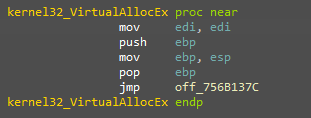 kernel32_VirtualAllocEx proc near
mov edi, edi
push ebp
mov ebp, esp
pop ebp
jmp off_756B137C
kernel32_VirtualAllocEx endp